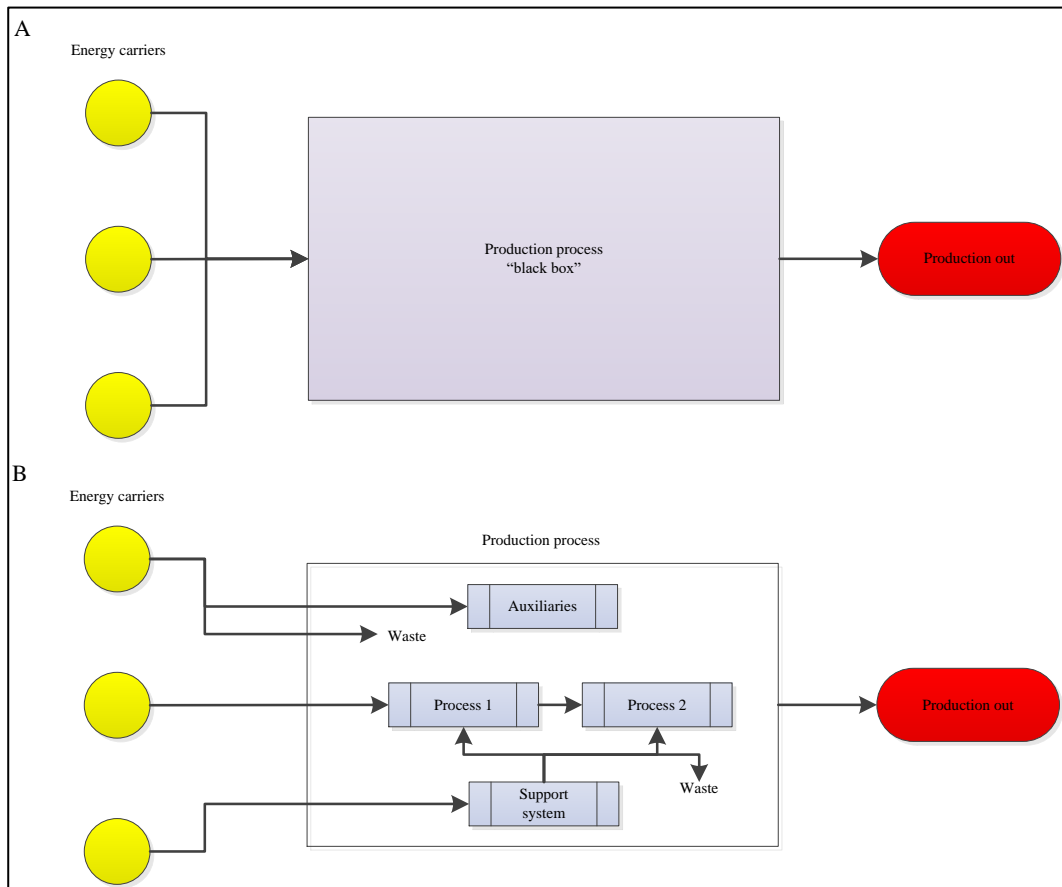 A
Energy carriers
Production process
“black box”
Production out
B
Energy carriers
Production process
Auxiliaries
Waste
Process 1
Process 2
Production out
Waste
Support
system